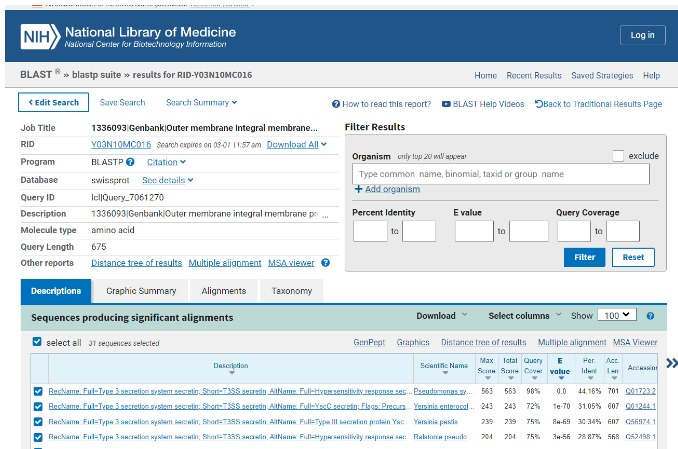 NIH National Library of Medicine
National Center for Biotechnology Information
Log in
BLAST ® » blastp suite » results for RID-Y03N10MC016
Home Recent Results Saved Strategies Help
< Edit Search Save Search Search Summary
How to read this report? BLAST Help Videos Back to Traditional Results Page
Job Title 1336093|Genbank|Outer membrane integral membrane...
RID Y03N10MC016 Search expires on 03-01 11:57 am Download All
Program BLASTP Citation
Database swissprot See details
Query ID lcl|Query_7061270
Description 1336093|Genbank|Outer membrane integral membrane pr ...
Molecule type amino acid
Query Length 675
Other reports Distance tree of results Multiple alignment MSA viewer
Filter Results
Organism only top 20 will appear exclude
Type common name, binomial, taxid or group name
+ Add organism
Percent Identity E value Query Coverage
to to to
Filter Reset
Descriptions Graphic Summary Alignments Taxonomy
Sequences producing significant alignments Download Select columns Show 100
select all 31 sequences selected GenPept Graphics Distance tree of results Multiple alignment MSA Viewer
Description Scientific Name Max Score Total Score Query Cover E value Per. Ident Acc. Len Accession
RecName: Full=Type 3 secretion system secretin; Short=T3SS secretin; AltName: Full=Hypersensitivity response sec... Pseudomonas sy... 563 563 98% 0.0 44.16% 701 Q01723.2
RecName: Full=Type 3 secretion system secretin; Short=T3SS secretin; AltName: Full=YscC secretin; Flags: Precurs... Yersinia enterocol... 243 243 72% 1e-70 31.05% 607 Q01244.1
RecName: Full=Type 3 secretion system secretin; Short=T3SS secretin; AltName: Full=Type III secretion protein Ysc... Yersinia pestis 239 239 75% 8e-69 30.34% 607 Q56974.1
RecName: Full=Type 3 secretion system secretin; Short=T3SS secretin; AltName: Full=Hypersensitivity response sec... Ralstonia pseudo... 204 204 75% 3e-56 28.87% 568 Q52498.1